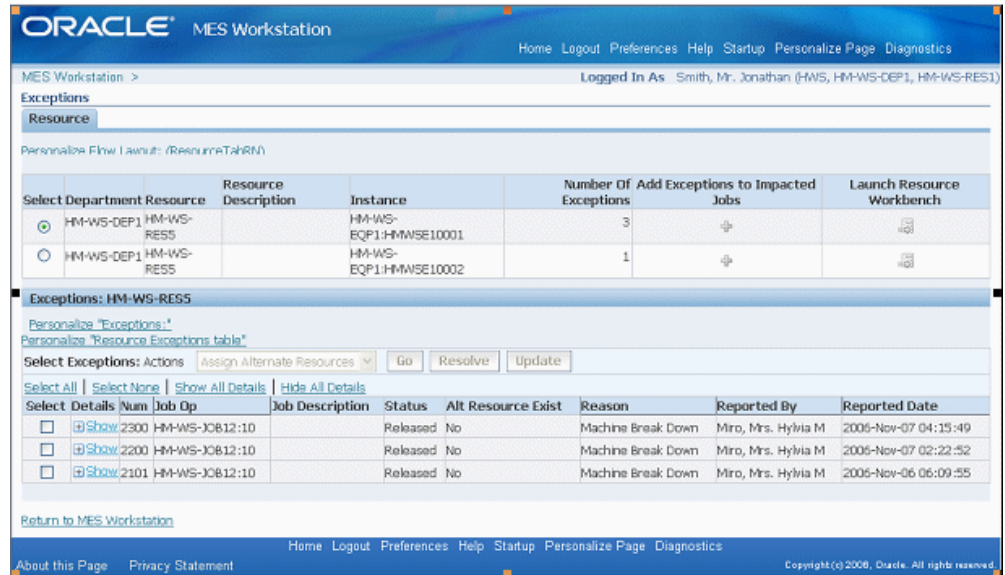 ORACLE® MES Workstation
Home Logout Preferences Help Startup Personalize Page Diagnostics
MES Workstation >
Logged In As Smith, Mr. Jonathan (HWS, HM-WS-DEP1, HM-WS-RES1)
Exceptions
Resource
Personalize Flow Layout: (ResourceTabRN)
Select Department Resource Resource Description Instance Number Of Exceptions Add Exceptions to Impacted Jobs Launch Resource Workbench
HM-WS-DEP1 HM-WS-RES5 HM-WS-EQP1:HMWSE10001 3
HM-WS-DEP1 HM-WS-RES5 HM-WS-EQP1:HMWSE10002 1
Exceptions: HM-WS-RES5
Personalize "Exceptions:"
Personalize "Resource Exceptions table"
Select Exceptions: Actions Assign Alternate Resources Go Resolve Update
Select All | Select None | Show All Details | Hide All Details
Select Details Num Job Op Job Description Status Alt Resource Exist Reason Reported By Reported Date
Show 2300 HM-WS-JOB12:10 Released No Machine Break Down Miro, Mrs. Hylvia M 2006-Nov-07 04:15:49
Show 2200 HM-WS-JOB12:10 Released No Machine Break Down Miro, Mrs. Hylvia M 2006-Nov-07 02:22:52
Show 2101 HM-WS-JOB12:10 Released No Machine Break Down Miro, Mrs. Hylvia M 2006-Nov-06 06:09:55
Return to MES Workstation
Home Logout Preferences Help Startup Personalize Page Diagnostics
About this Page Privacy Statement
Copyright (c) 2006, Oracle. All rights reserved.